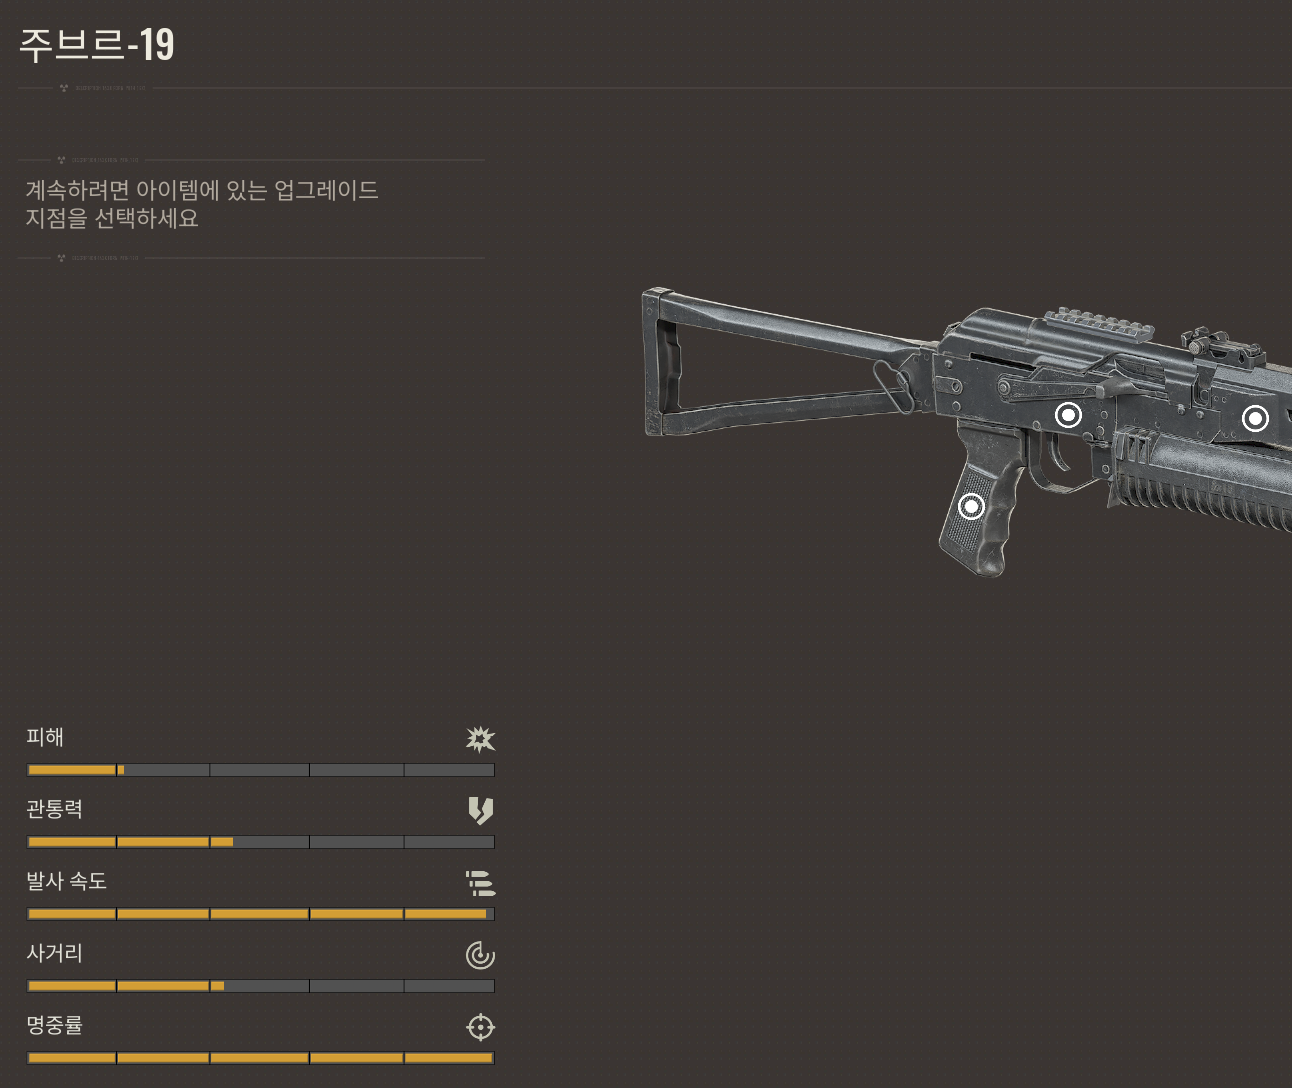 주브르-19
계속하려면 아이템에 있는 업그레이드
지점을 선택하세요
피해
관통력
발사 속도
사거리
명중률